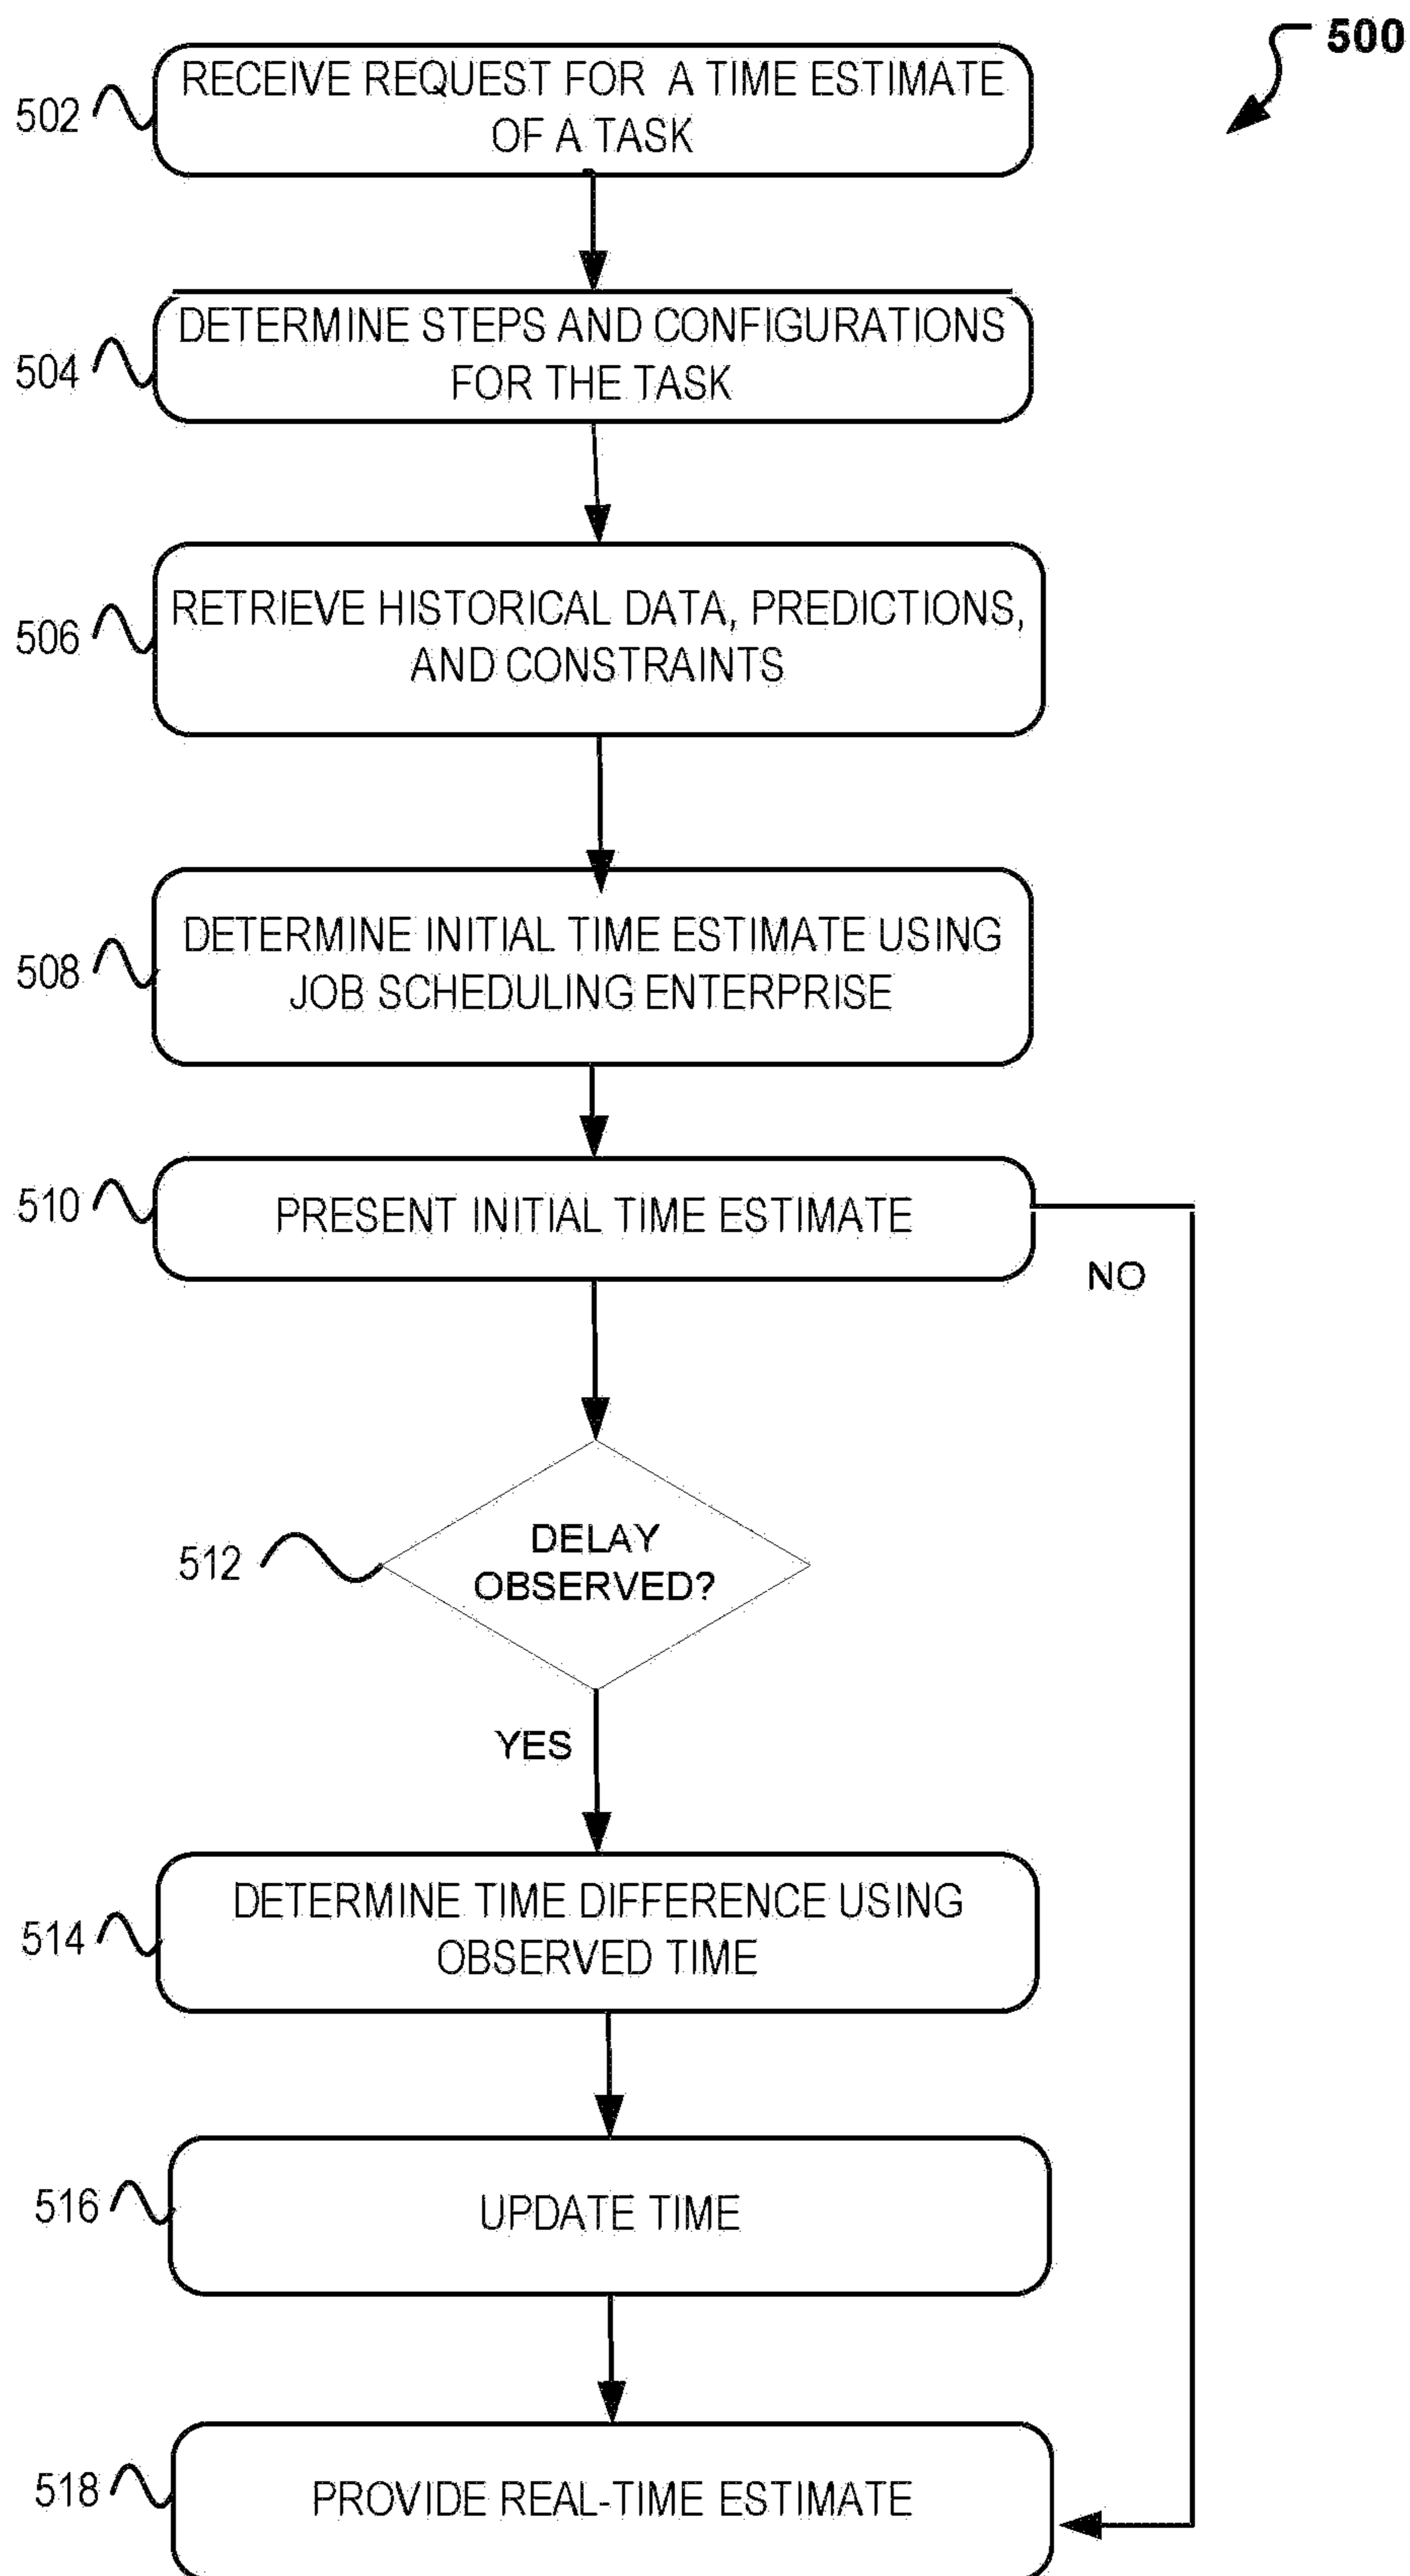 500
502
RECEIVE REQUEST FOR A TIME ESTIMATE
OF A TASK
504
DETERMINE STEPS AND CONFIGURATIONS
FOR THE TASK
506
RETRIEVE HISTORICAL DATA, PREDICTIONS,
AND CONSTRAINTS
508
DETERMINE INITIAL TIME ESTIMATE USING
JOB SCHEDULING ENTERPRISE
510
PRESENT INITIAL TIME ESTIMATE
NO
512
DELAY
OBSERVED?
YES
514
DETERMINE TIME DIFFERENCE USING
OBSERVED TIME
516
UPDATE TIME
518
PROVIDE REAL-TIME ESTIMATE